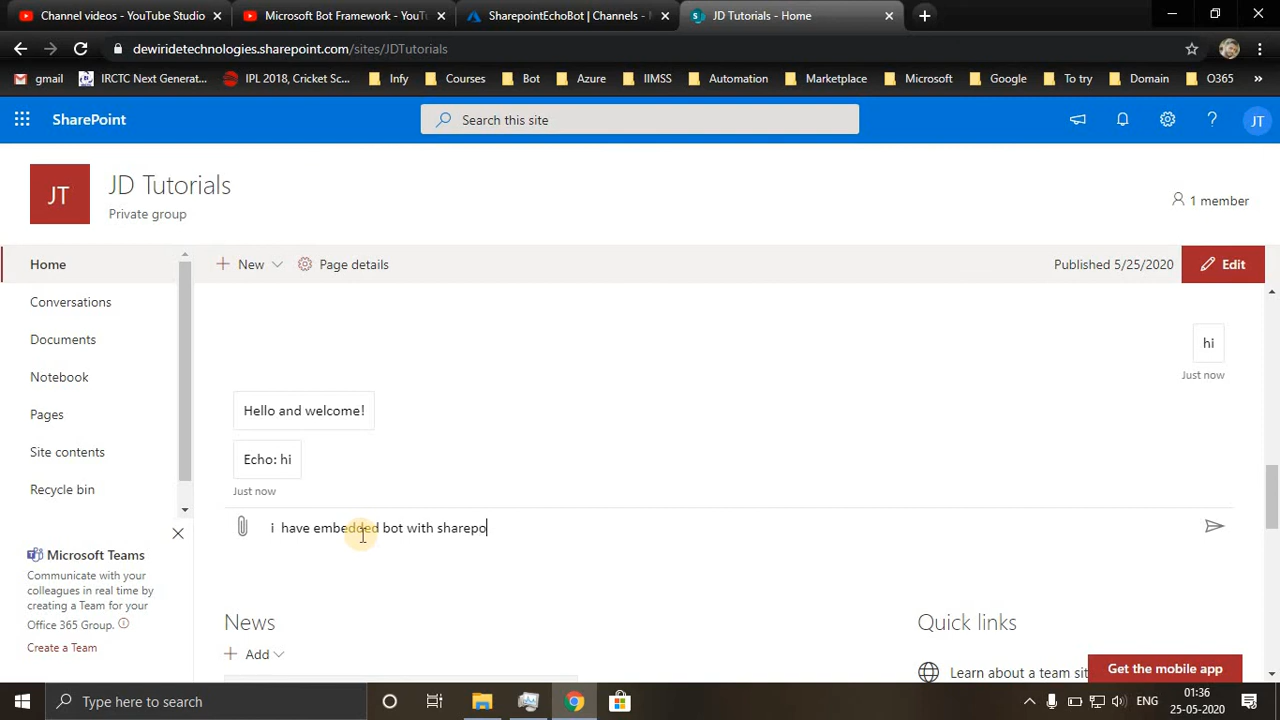 Channel videos - YouTube Studio
Microsoft Bot Framework - YouTu
SharepointEchoBot | Channels -
JD Tutorials - Home
dewiridetechnologies.sharepoint.com/sites/JDTutorials
gmail
IRCTC Next Generat...
IPL 2018, Cricket Sc...
Infy
Courses
Bot
Azure
IIMSS
Automation
Marketplace
Microsoft
Google
To try
Domain
O365
»
SharePoint
Search this site
?
JT
JT
JD Tutorials
Private group
1 member
Home
+ New
Page details
Published 5/25/2020
Edit
Conversations
Documents
Notebook
Pages
Site contents
Recycle bin
hi
Just now
Hello and welcome!
Echo: hi
Just now
i have embedded bot with sharepo
Microsoft Teams
Communicate with your
colleagues in real time by
creating a Team for your
Office 365 Group.
Create a Team
News
+ Add
Quick links
Learn about a team sit
Get the mobile app
Type here to search
ENG
01:36
25-05-2020